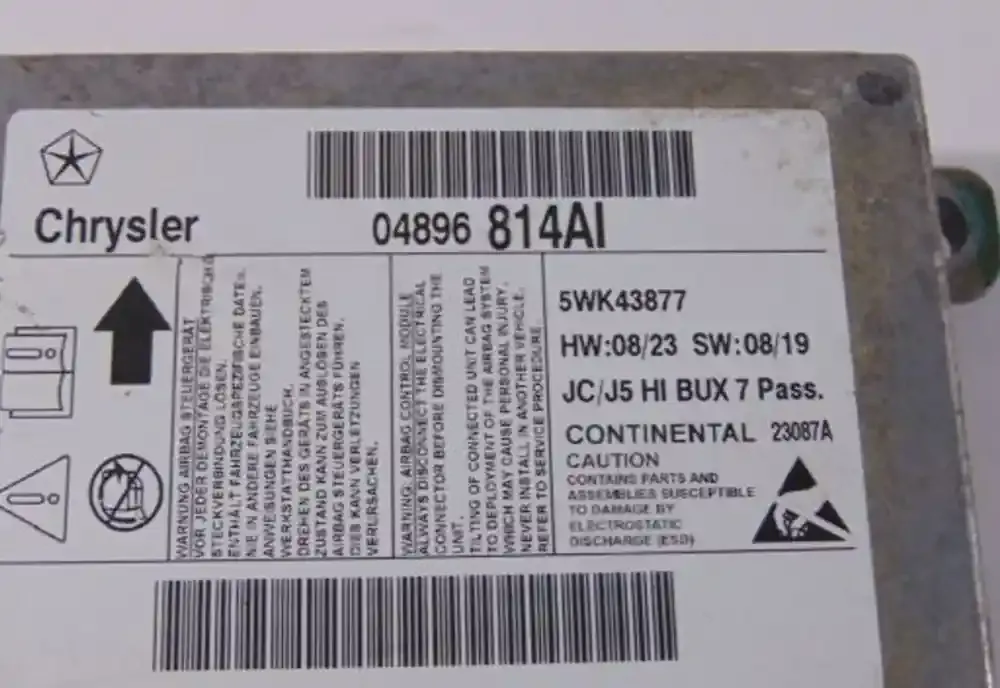 Chrysler
04896 814AI
WARNUNG AIRBAG STEUERGERÄT
VOR JEDER DEMONTAGE DIE ELEKTRISCHE
STECKVERBINDUNG LÖSEN.
ENTHÄLT FAHRZEUGSPEZIFISCHE DATEN.
NIE IN ANDERE FAHRZEUGE EINBAUEN.
ANWEISUNGEN SIEHE
WERKSTATTHANDBUCK.
DREHEN DES GERÄTS IN ANGESTECKTEM
ZUSTAND KANN ZUM AUSLÖSEN DES
AIRBAG STEUERGERÄTS FÜHREN.
DIES KANN VERLETZUNGEN
VERURSACHEN.
WARNING: AIRBAG CONTROL MODULE
ALWAYS DISCONNECT THE ELECTRICAL
CONNECTOR BEFORE DISMOUNTING THE
UNIT.
TILTING OF CONNECTED UNIT CAN LEAD
TO DEPLOYMENT OF THE AIRBAG SYSTEM
WHICH MAY CAUSE PERSONAL INJURY.
NEVER INSTALL IN ANOTHER VEHICLE.
REFER TO SERVICE PROCEDURE.
5WK43877
HW:08/23 SW:08/19
JC/J5 HI BUX 7 Pass.
CONTINENTAL 23087A
CAUTION
CONTAINS PARTS AND
ASSEMBLIES SUSCEPTIBLE
TO DAMAGE BY
ELECTROSTATIC
DISCHARGE (ESD)